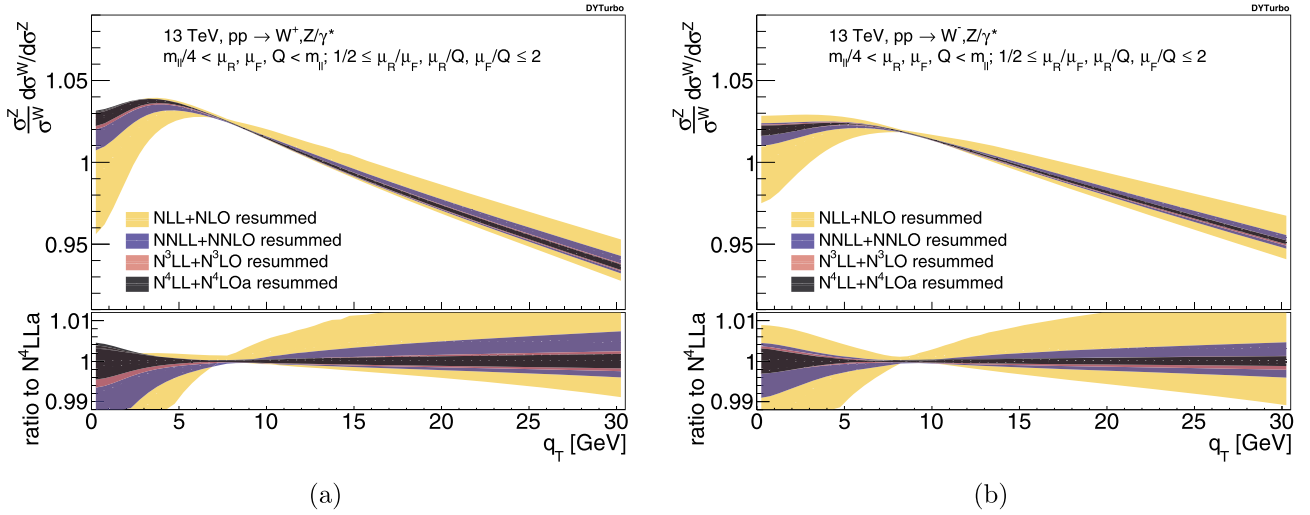 DYTurbo
13 TeV, pp → W⁺,Z/γ*
m_ll/4 < μ_R, μ_F, Q < m_ll; 1/2 ≤ μ_R/μ_F, μ_R/Q, μ_F/Q ≤ 2
σ^Z/σ^W dσ^W/dσ^Z
1.05
1
0.95
NLL+NLO resummed
NNLL+NNLO resummed
N³LL+N³LO resummed
N⁴LL+N⁴LOa resummed
ratio to N⁴LLa
1.01
1
0.99
0 5 10 15 20 25 30
q_T [GeV]
(a)
DYTurbo
13 TeV, pp → W⁻,Z/γ*
m_ll/4 < μ_R, μ_F, Q < m_ll; 1/2 ≤ μ_R/μ_F, μ_R/Q, μ_F/Q ≤ 2
σ^Z/σ^W dσ^W/dσ^Z
1.05
1
0.95
NLL+NLO resummed
NNLL+NNLO resummed
N³LL+N³LO resummed
N⁴LL+N⁴LOa resummed
ratio to N⁴LLa
1.01
1
0.99
0 5 10 15 20 25 30
q_T [GeV]
(b)